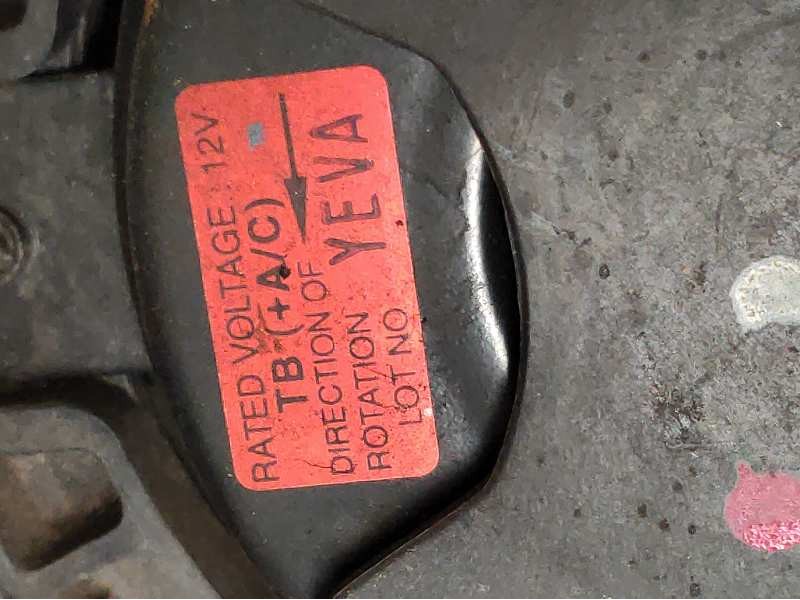 RATED VOLTAGE : 12V
TB (+A/C)
DIRECTION OF
ROTATION
LOT NO YEVA